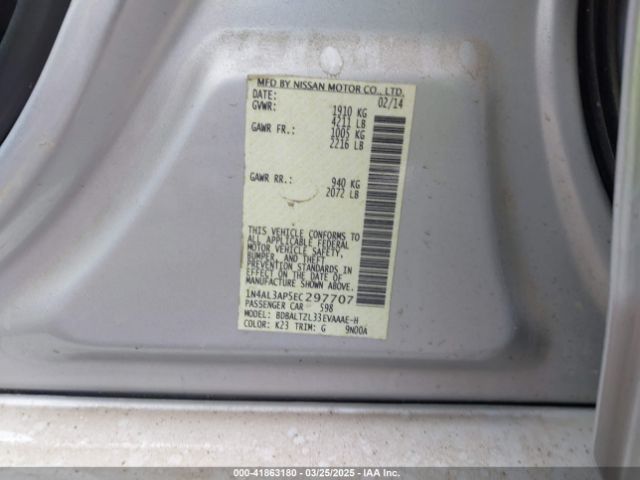 MFD BY NISSAN MOTOR CO., LTD.
DATE: 02/14
GVWR: 1910 KG
4211 LB
GAWR FR.: 1005 KG
2216 LB
GAWR RR.: 940 KG
2072 LB
THIS VEHICLE CONFORMS TO
ALL APPLICABLE FEDERAL
MOTOR VEHICLE SAFETY,
BUMPER, AND THEFT
PREVENTION STANDARDS IN
EFFECT ON THE DATE OF
MANUFACTURE SHOWN ABOVE.
1N4AL3AP5EC297707
PASSENGER CAR 598
MODEL: BDBALTZL33EVAAAE-H
COLOR: K23 TRIM: G 9N00A
000-41863180 - 03/25/2025 - IAA Inc.